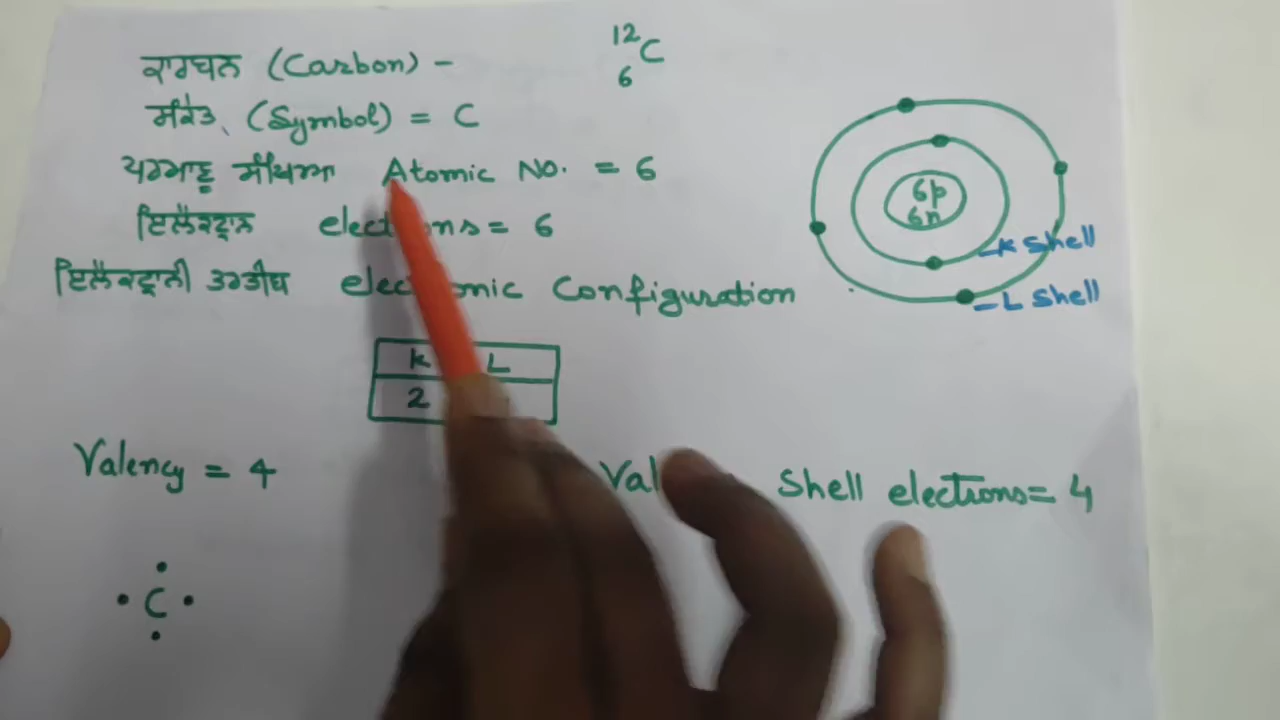 ਕਾਰਬਨ (Carbon) -
12
6 C
ਸੰਕੇਤ (Symbol) = C
ਪਰਮਾਣੂ ਸੰਖਿਆ Atomic No. = 6
ਇਲੈਕਟ੍ਰਾਨ = 6
ਇਲੈਕਟ੍ਰਾਨੀ ਤਰਤੀਬ Configuration
6p
6n
K Shell
L Shell
K L
2
Valency = 4
Shell electrons = 4
C